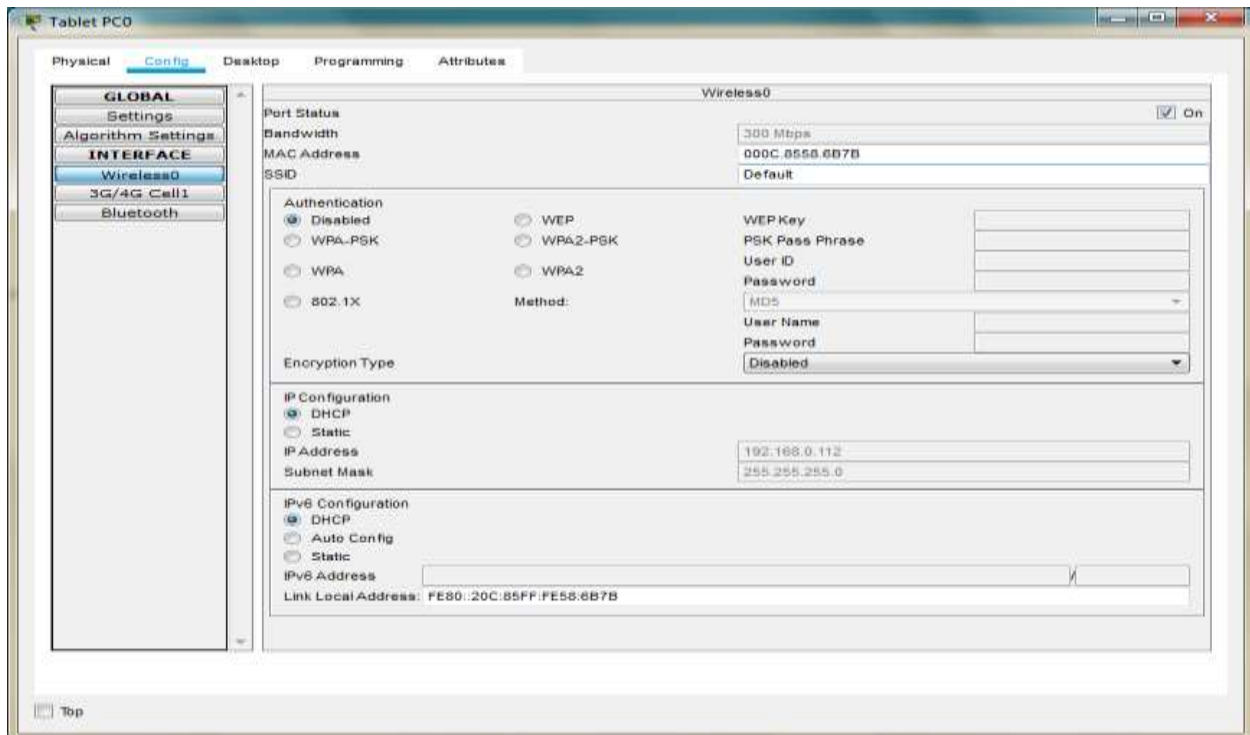 Tablet PC0
Physical Config Desktop Programming Attributes
GLOBAL
Settings
Algorithm Settings
INTERFACE
Wireless0
3G/4G Cell1
Bluetooth
Wireless0
Port Status On
Bandwidth 300 Mbps
MAC Address 000C.8558.6B7B
SSID Default
Authentication
Disabled WEP WEP Key
WPA-PSK WPA2-PSK PSK Pass Phrase
User ID
WPA WPA2
Password
802.1X Method: MD5
User Name
Password
Encryption Type Disabled
IP Configuration
DHCP
Static
IP Address 192.168.0.112
Subnet Mask 255.255.255.0
IPv6 Configuration
DHCP
Auto Config
Static
IPv6 Address /
Link Local Address: FE80::20C:85FF:FE58:6B7B
Top